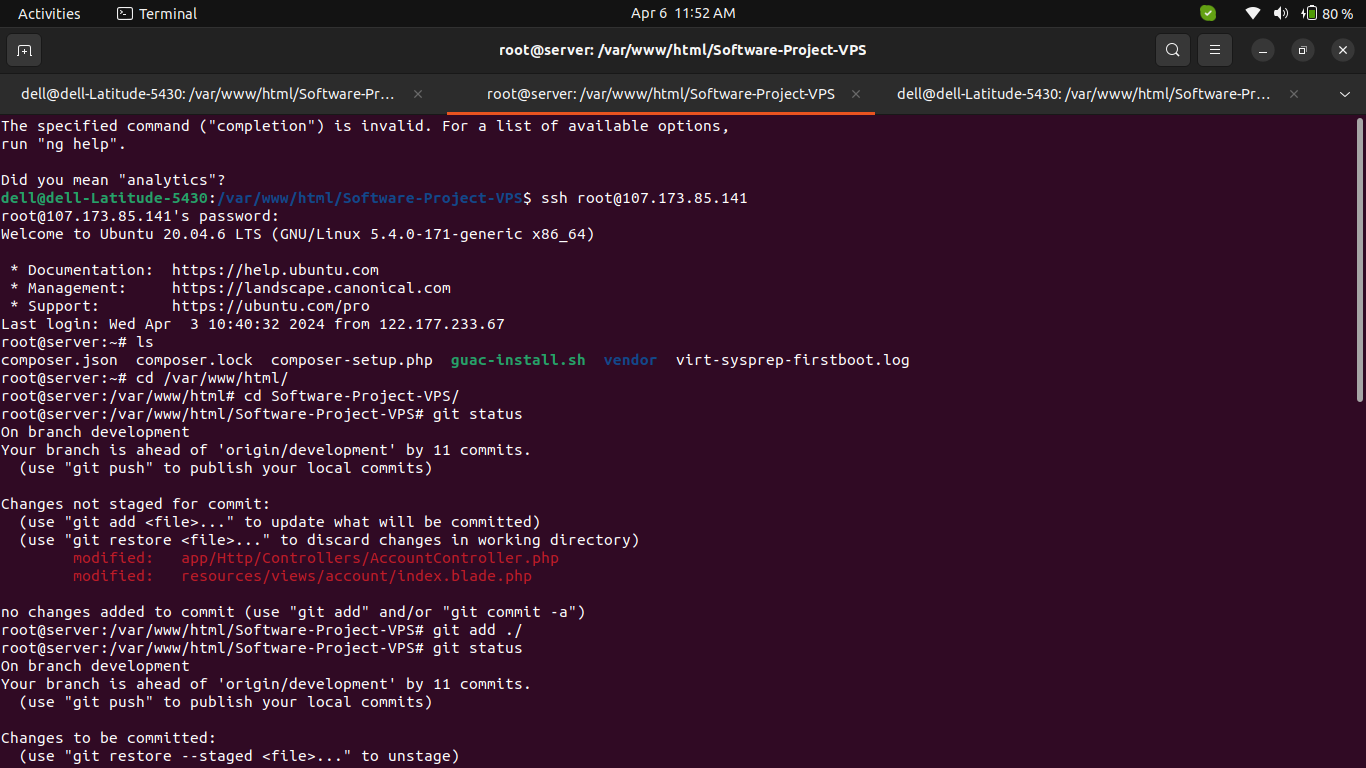 Activities Terminal Apr 6 11:52 AM 80 %
root@server: /var/www/html/Software-Project-VPS
dell@dell-Latitude-5430: /var/www/html/Software-Pr... root@server: /var/www/html/Software-Project-VPS dell@dell-Latitude-5430: /var/www/html/Software-Pr...
The specified command ("completion") is invalid. For a list of available options,
run "ng help".
Did you mean "analytics"?
dell@dell-Latitude-5430:/var/www/html/Software-Project-VPS$ ssh root@107.173.85.141
root@107.173.85.141's password:
Welcome to Ubuntu 20.04.6 LTS (GNU/Linux 5.4.0-171-generic x86_64)
* Documentation: https://help.ubuntu.com
* Management: https://landscape.canonical.com
* Support: https://ubuntu.com/pro
Last login: Wed Apr 3 10:40:32 2024 from 122.177.233.67
root@server:~# ls
composer.json composer.lock composer-setup.php guac-install.sh vendor virt-sysprep-firstboot.log
root@server:~# cd /var/www/html/
root@server:/var/www/html# cd Software-Project-VPS/
root@server:/var/www/html/Software-Project-VPS# git status
On branch development
Your branch is ahead of 'origin/development' by 11 commits.
(use "git push" to publish your local commits)
Changes not staged for commit:
(use "git add <file>..." to update what will be committed)
(use "git restore <file>..." to discard changes in working directory)
modified: app/Http/Controllers/AccountController.php
modified: resources/views/account/index.blade.php
no changes added to commit (use "git add" and/or "git commit -a")
root@server:/var/www/html/Software-Project-VPS# git add ./
root@server:/var/www/html/Software-Project-VPS# git status
On branch development
Your branch is ahead of 'origin/development' by 11 commits.
(use "git push" to publish your local commits)
Changes to be committed:
(use "git restore --staged <file>..." to unstage)